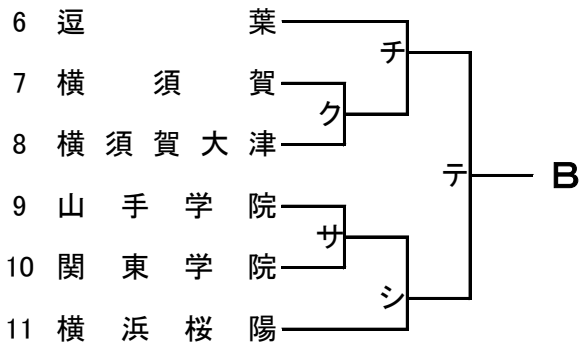 6 逗葉
チ
7 横須賀
ク
8 横須賀大津
テ B
9 山手学院
サ
10 関東学院
シ
11 横浜桜陽